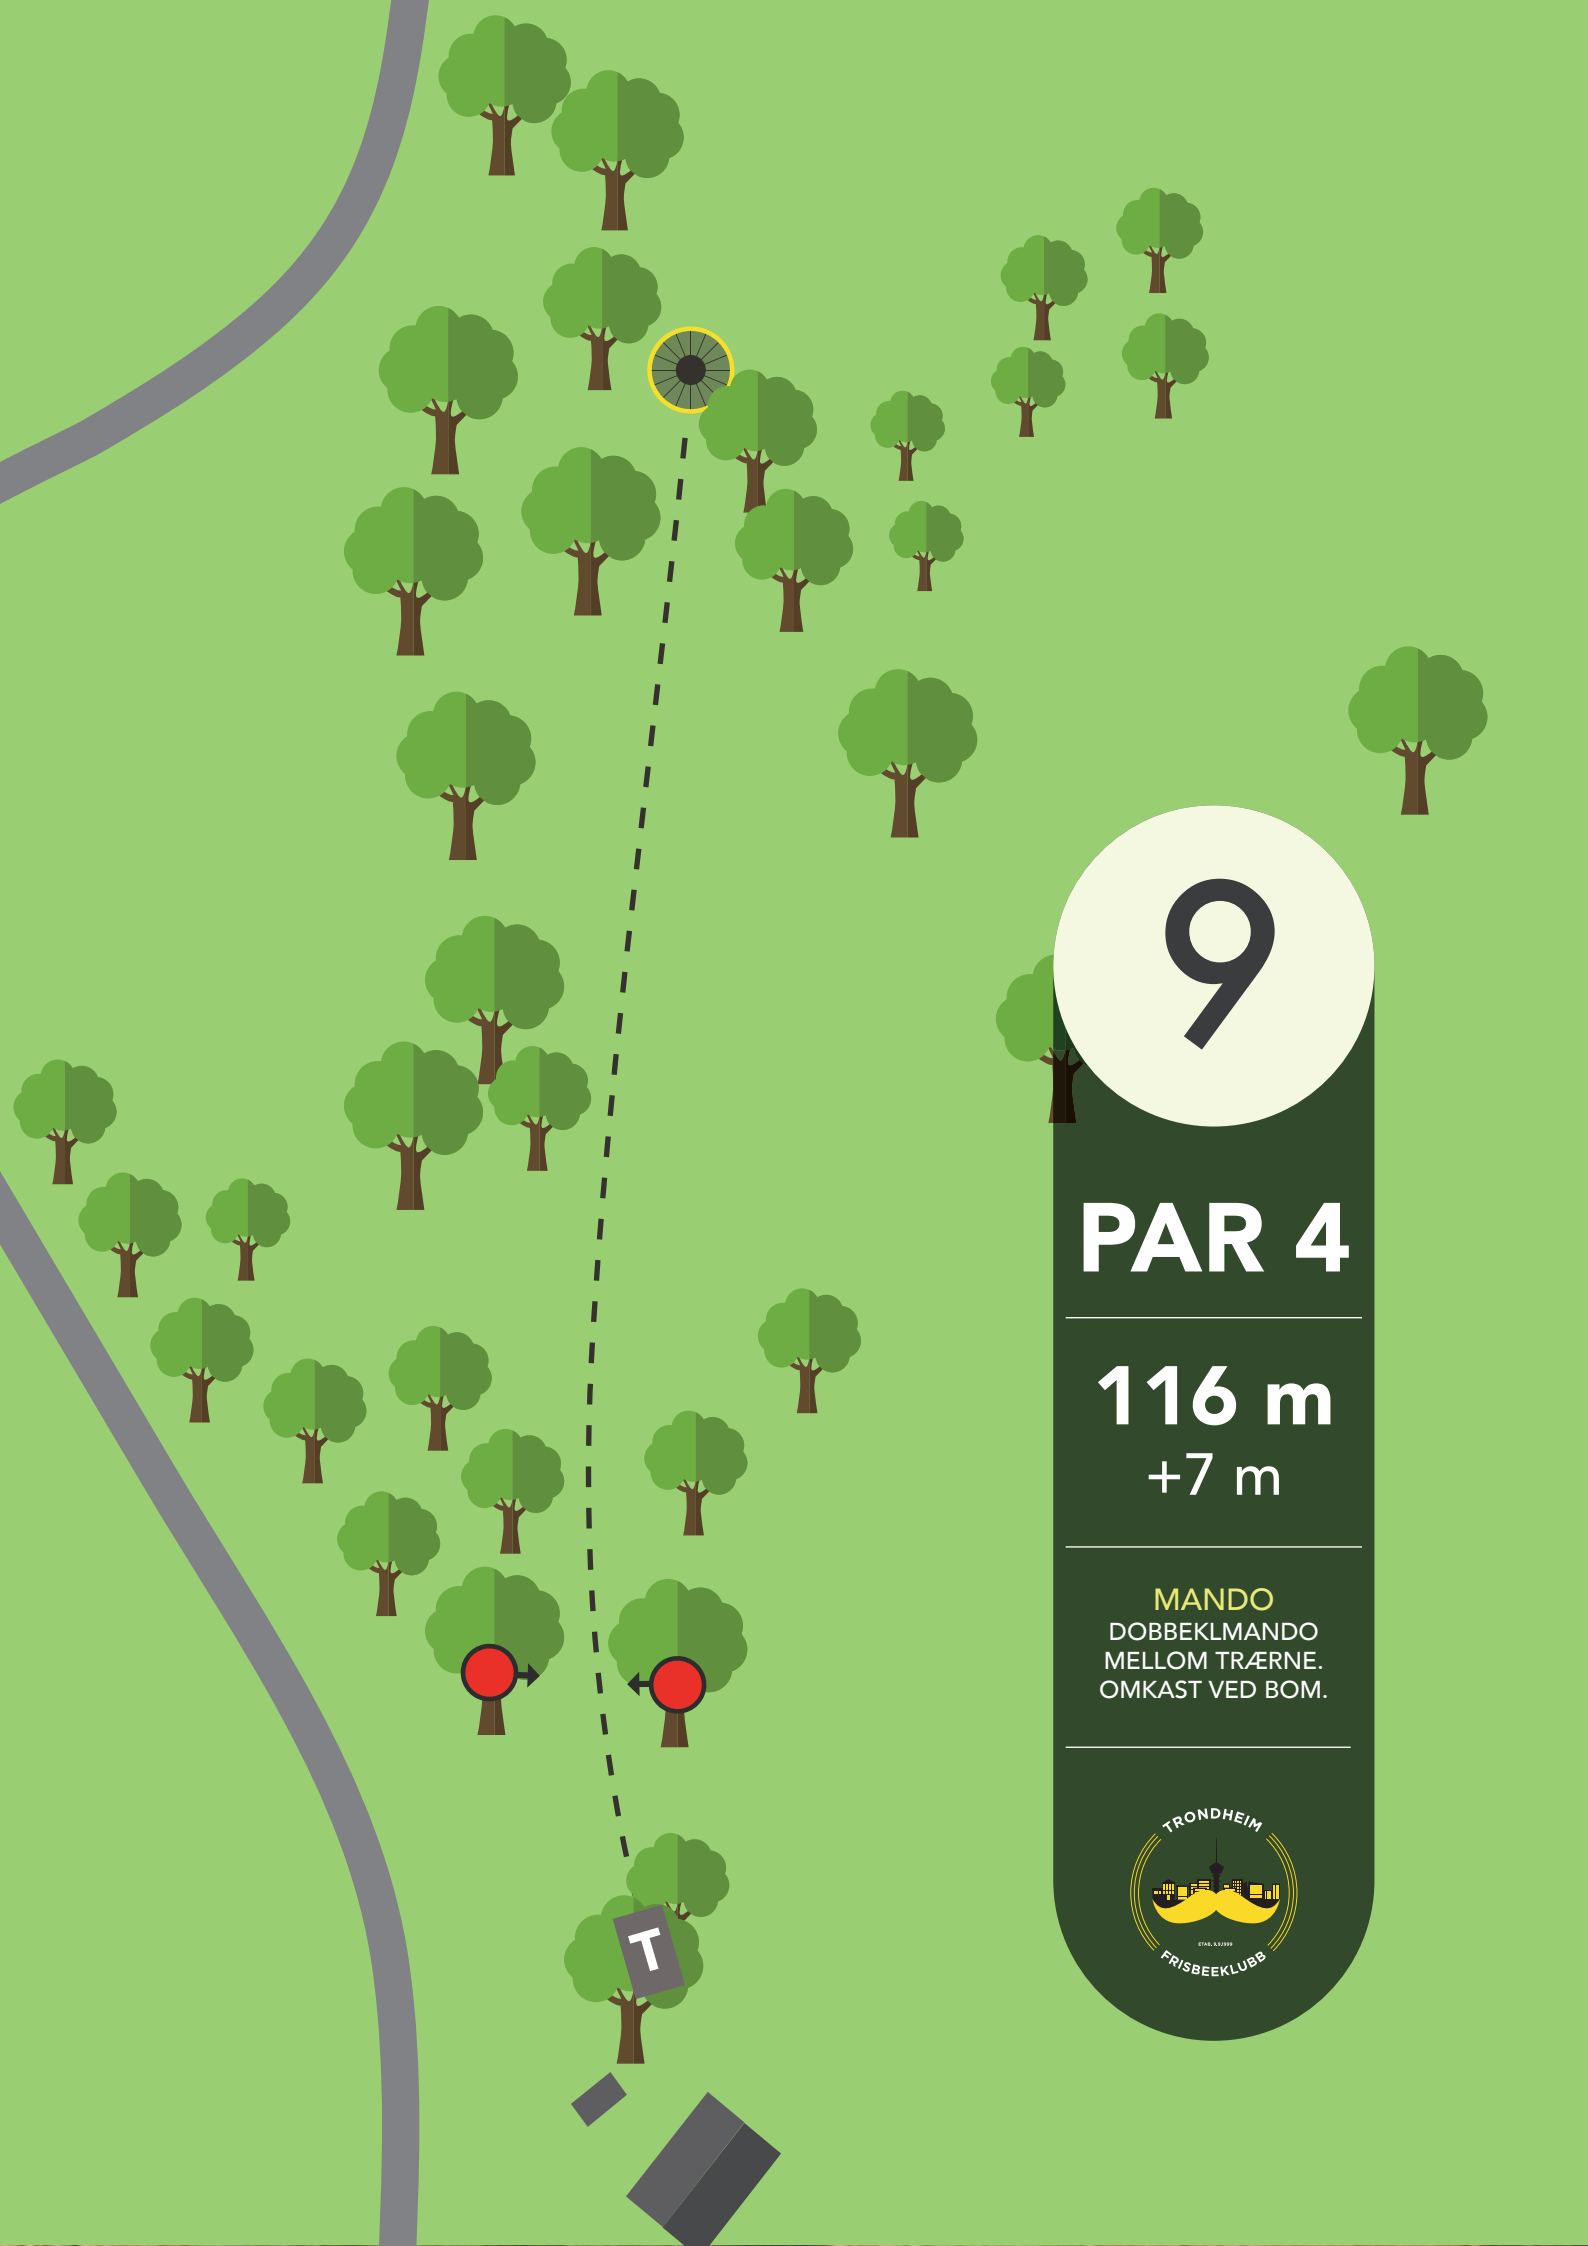 9
PAR 4
116 m
+7 m
MANDO
DOBBEKLMANDO
MELLOM TRÆRNE.
OMKAST VED BOM.
TRONDHEIM
FRISBEEKLUBB
T